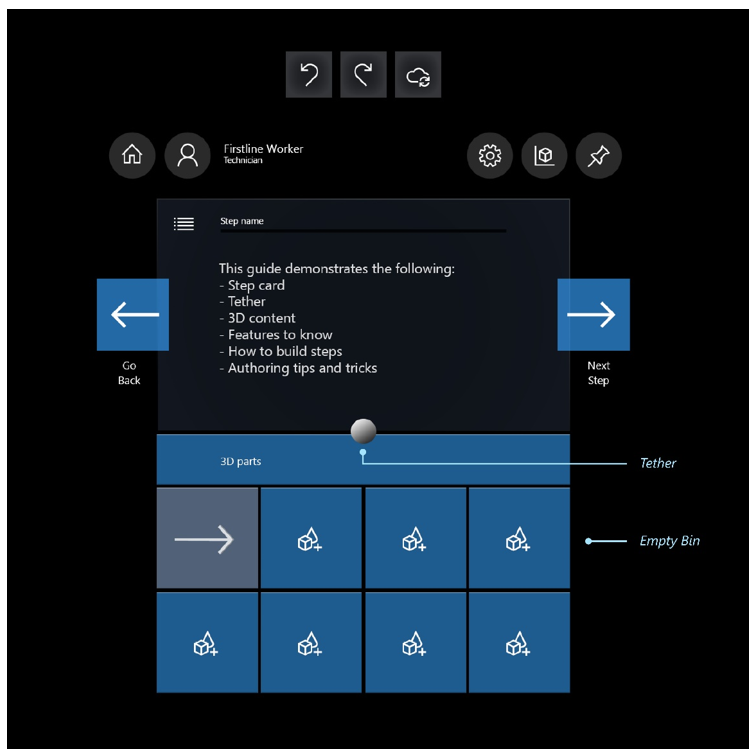 Firstline Worker
Technician
Step name
This guide demonstrates the following:
- Step card
- Tether
- 3D content
- Features to know
- How to build steps
- Authoring tips and tricks
Go
Back
Next
Step
3D parts
Tether
Empty Bin